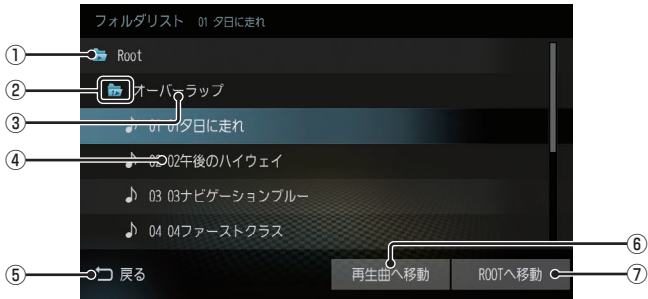 フォルダリスト 01 夕日に走れ
① Root
② オーバーラップ
③ 01 01夕日に走れ
④ 02 02午後のハイウェイ
03 03ナビゲーションブルー
04 04ファーストクラス
⑥
⑤ 戻る 再生曲へ移動 ROOTへ移動 ⑦